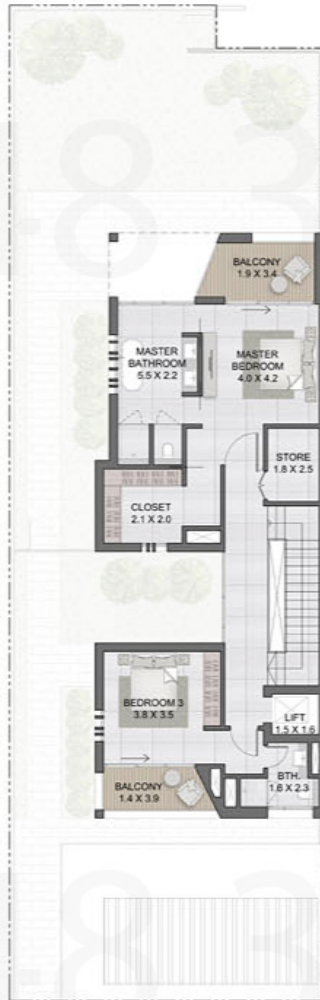 BALCONY
1.9 X 3.4
MASTER
BATHROOM
5.5 X 2.2
MASTER
BEDROOM
4.0 X 4.2
STORE
1.8 X 2.5
CLOSET
2.1 X 2.0
BEDROOM 3
3.8 X 3.5
LIFT
1.5 X 1.6
BTH.
1.8 X 2.3
BALCONY
1.4 X 3.9